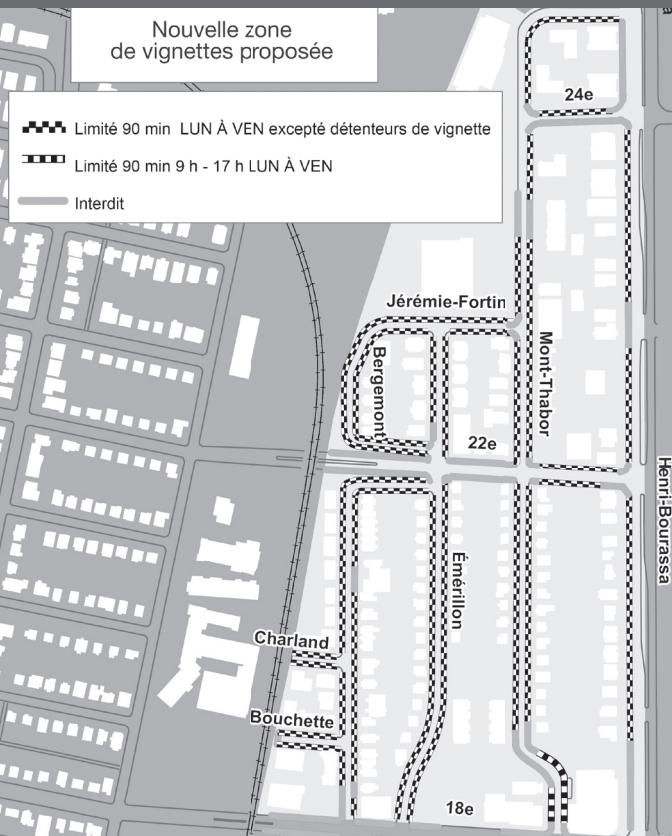 Nouvelle zone
de vignettes proposée
Limité 90 min LUN À VEN excepté détenteurs de vignette
Limité 90 min 9 h - 17 h LUN À VEN
Interdit
24e
Jérémie-Fortin
Bergemont
Mont-Thabor
22e
Henri-Bourassa
Émérillon
Charland
Bouchette
18e